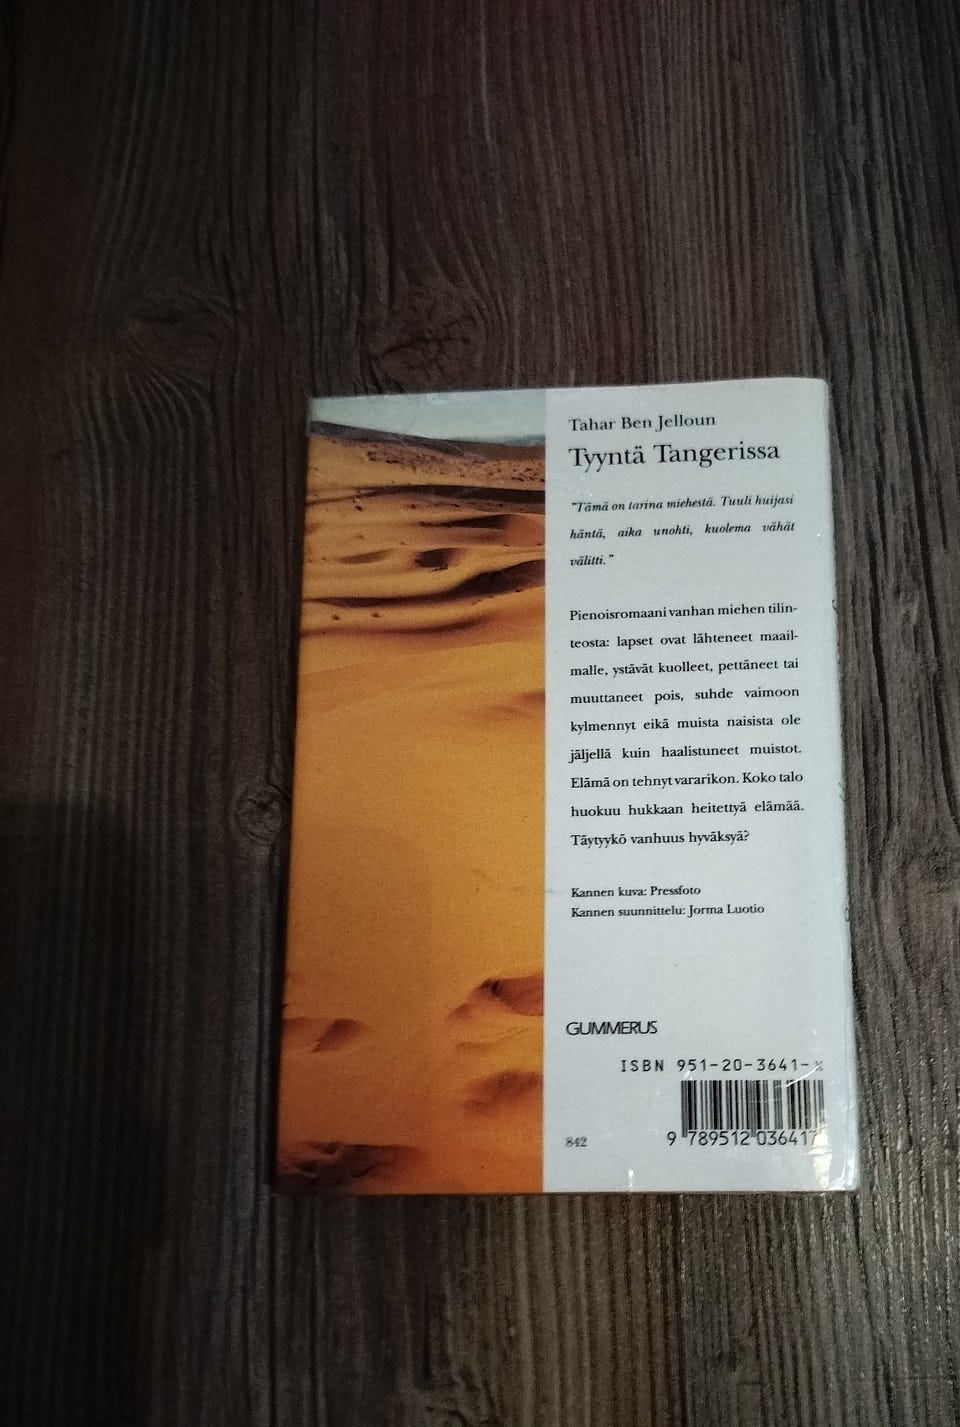 Tahar Ben Jelloun
Tyyntä Tangerissa
"Tämä on tarina miehestä. Tuuli huijasi
häntä, aika unohti, kuolema vähät
välitti."
Pienoisromaani vanhan miehen tilin-
teosta: lapset ovat lähteneet maail-
malle, ystävät kuolleet, pettäneet tai
muuttaneet pois, suhde vaimoon
kylmennyt eikä muista naisista ole
jäljellä kuin haalistuneet muistot.
Elämä on tehnyt vararikon. Koko talo
huokuu hukkaan heitettyä elämää.
Täytyykö vanhuus hyväksyä?
Kannen kuva: Pressfoto
Kannen suunnittelu: Jorma Luotio
GUMMERUS
ISBN 951-20-3641-x
842
9 789512 036417